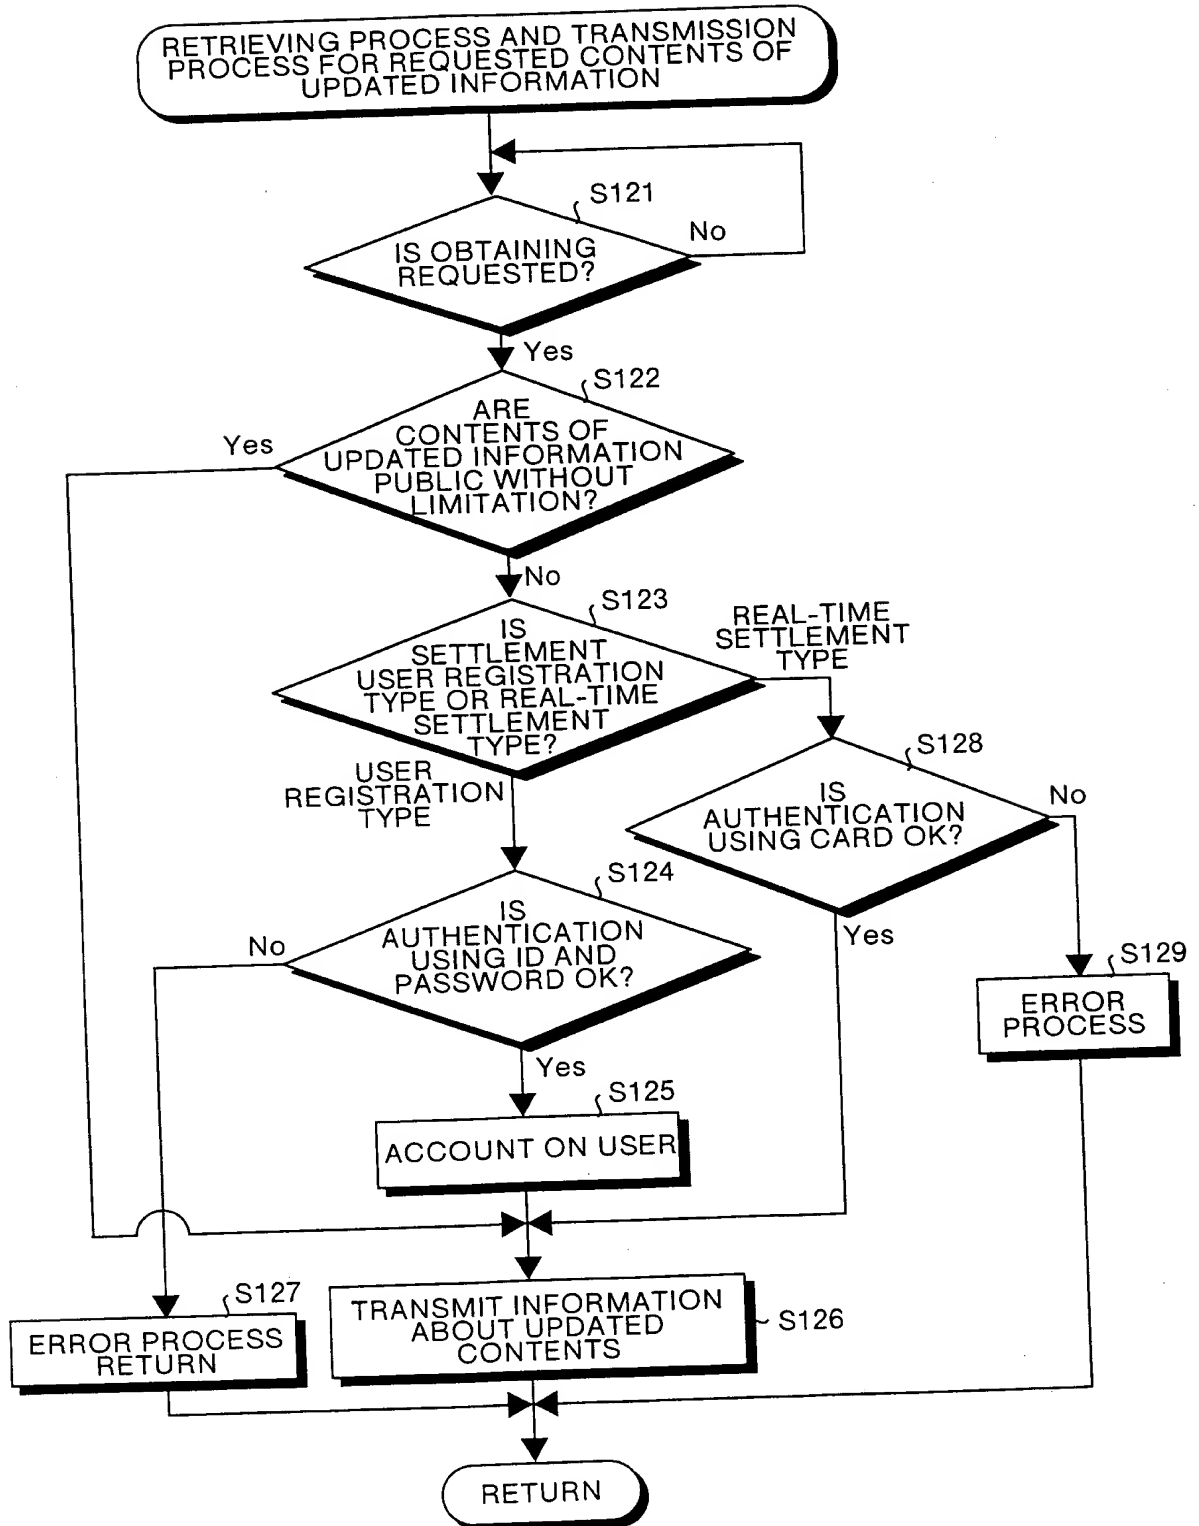 RETRIEVING PROCESS AND TRANSMISSION
PROCESS FOR REQUESTED CONTENTS OF
UPDATED INFORMATION
S121
No
IS OBTAINING
REQUESTED?
Yes
S122
ARE
CONTENTS OF
UPDATED INFORMATION
PUBLIC WITHOUT
LIMITATION?
Yes
No
S123
IS
SETTLEMENT
USER REGISTRATION
TYPE OR REAL-TIME
SETTLEMENT
TYPE?
REAL-TIME
SETTLEMENT
TYPE
USER
REGISTRATION
TYPE
S128
IS
AUTHENTICATION
USING CARD OK?
No
Yes
S124
IS
AUTHENTICATION
USING ID AND
PASSWORD OK?
No
Yes
S129
ERROR
PROCESS
S125
ACCOUNT ON USER
S127
ERROR PROCESS
RETURN
TRANSMIT INFORMATION
ABOUT UPDATED
CONTENTS
S126
RETURN